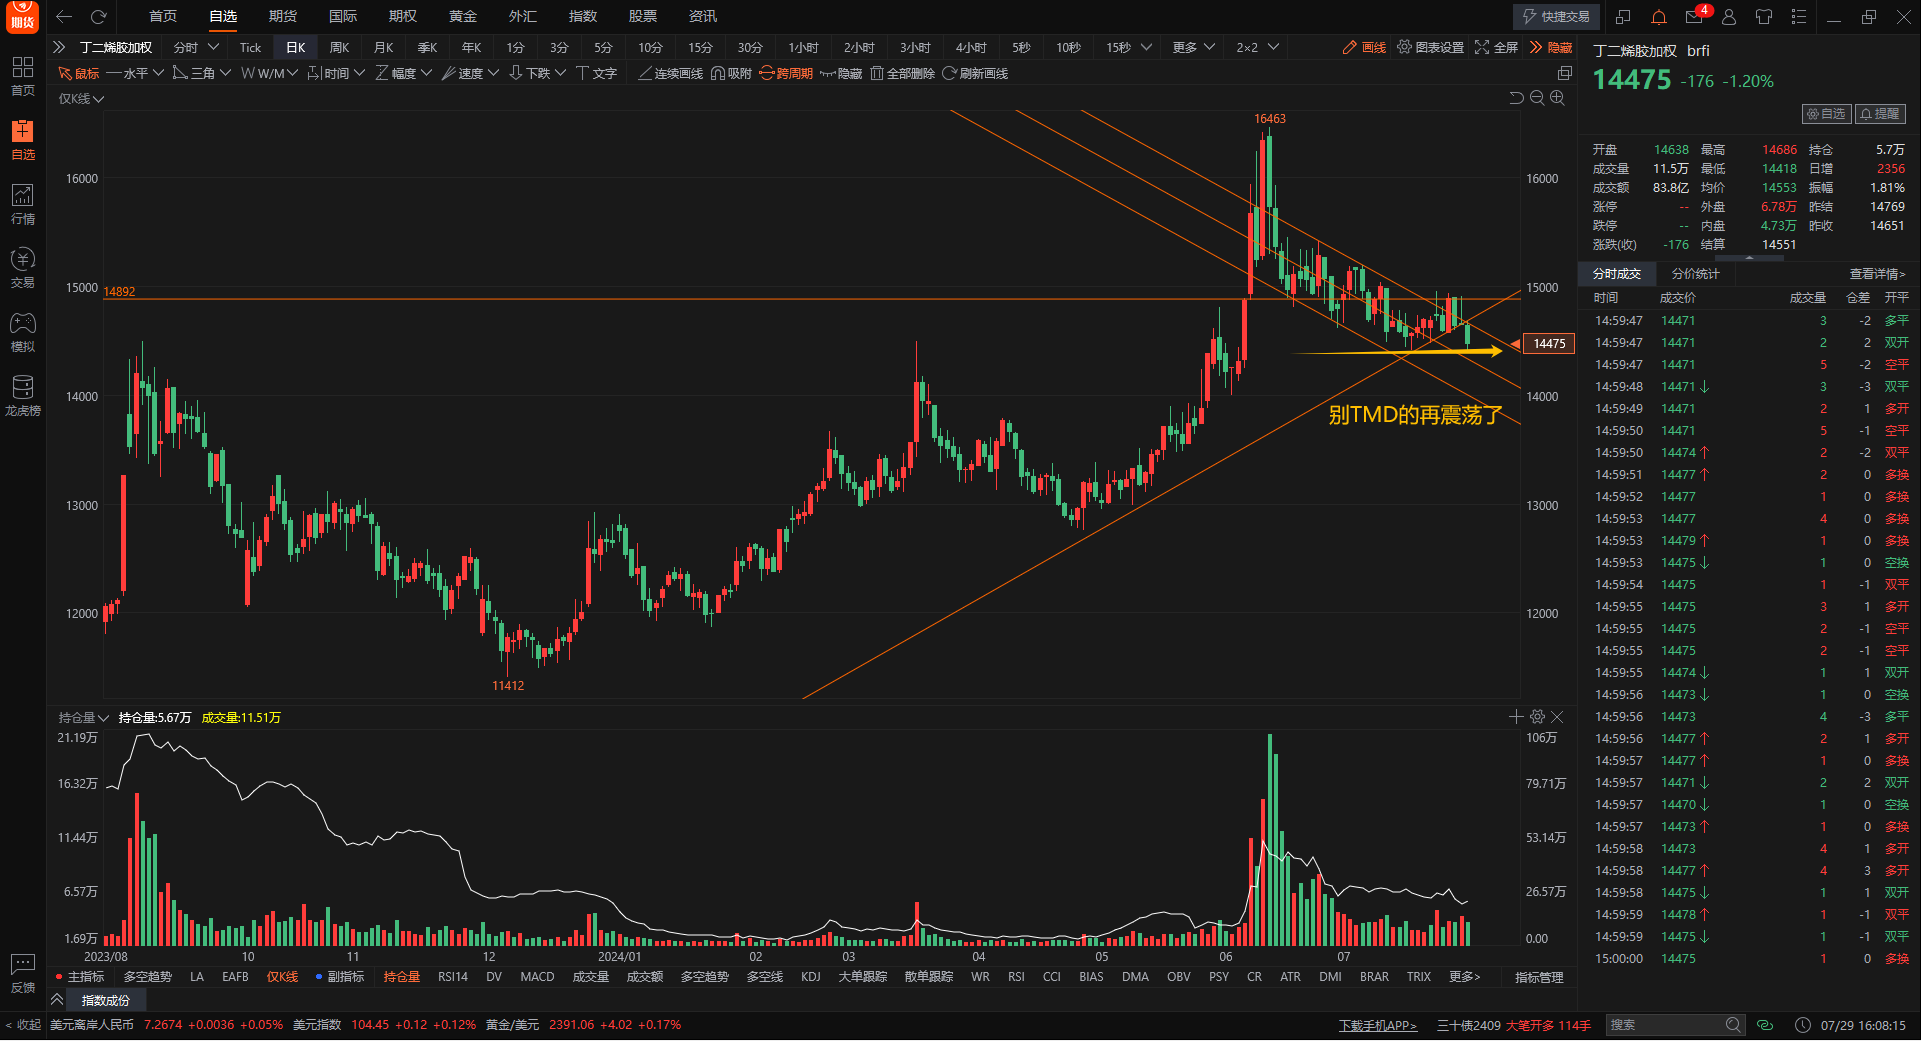 期货
首页 自选 期货 国际 期权 黄金 外汇 指数 股票 资讯
快捷交易 4
丁二烯胶加权 分时 Tick 日K 周K 月K 季K 年K 1分 3分 5分 10分 15分 30分 1小时 2小时 3小时 4小时 5秒 10秒 15秒 更多 2×2 画线 图表设置 全屏 隐藏
鼠标 水平 三角 W/M 时间 幅度 速度 下跌 文字 连续画线 吸附 跨周期 隐藏 全部删除 刷新画线
首页
自选
行情
交易
模拟
龙虎榜
反馈
< 收起
仅K线
16463
16000 16000
15000 15000
14892
14475
14000 14000
别TMD的再震荡了
13000 13000
12000 12000
11412
持仓量 持仓量:5.67万 成交量:11.51万
21.19万 106万
16.32万 79.71万
11.44万 53.14万
6.57万 26.57万
1.69万 0.00
2023/08 10 11 12 2024/01 02 03 04 05 06 07
主指标 多空趋势 LA EAFB 仅K线 副指标 持仓量 RSI14 DV MACD 成交量 成交额 多空趋势 多空线 KDJ 大单跟踪 散单跟踪 WR RSI CCI BIAS DMA OBV PSY CR ATR DMI BRAR TRIX 更多> 指标管理
指数成份
美元离岸人民币 7.2674 +0.0036 +0.05% 美元指数 104.45 +0.12 +0.12% 黄金/美元 2391.06 +4.02 +0.17%
下载手机APP> 三十债2409 大笔开多 114手 搜索 07/29 16:08:15
丁二烯胶加权 brfi
14475 -176 -1.20%
自选 提醒
开盘 14638 最高 14686 持仓 5.7万
成交量 11.5万 最低 14418 日增 2356
成交额 83.8亿 均价 14553 振幅 1.81%
涨停 -- 外盘 6.78万 昨结 14769
跌停 -- 内盘 4.73万 昨收 14651
涨跌(收) -176 结算 14551
分时成交 分价统计 查看详情>
时间 成交价 成交量 仓差 开平
14:59:47 14471 3 -2 多平
14:59:47 14471 2 2 双开
14:59:47 14471 5 -2 空平
14:59:48 14471↓ 3 -3 双平
14:59:49 14471 2 1 多开
14:59:50 14471 5 -1 空平
14:59:50 14474↑ 2 -2 双平
14:59:51 14477↑ 2 0 多换
14:59:52 14477 1 0 多换
14:59:53 14477 4 0 多换
14:59:53 14479↑ 1 0 多换
14:59:53 14475↓ 1 0 空换
14:59:54 14475 1 -1 双平
14:59:55 14475 3 1 多开
14:59:55 14475 2 -1 空平
14:59:55 14475 2 -1 空平
14:59:55 14474↓ 1 1 双开
14:59:56 14473↓ 1 0 空换
14:59:56 14473 4 -3 多平
14:59:56 14477↑ 2 1 多开
14:59:57 14477↑ 1 0 多换
14:59:57 14471↓ 2 2 双开
14:59:57 14470↓ 1 0 空换
14:59:57 14473↑ 1 0 多换
14:59:58 14473 4 1 多开
14:59:58 14477↑ 4 3 多开
14:59:58 14475↓ 1 1 双开
14:59:59 14478↑ 1 -1 双平
14:59:59 14475↓ 1 -1 双平
15:00:00 14475 1 0 多换